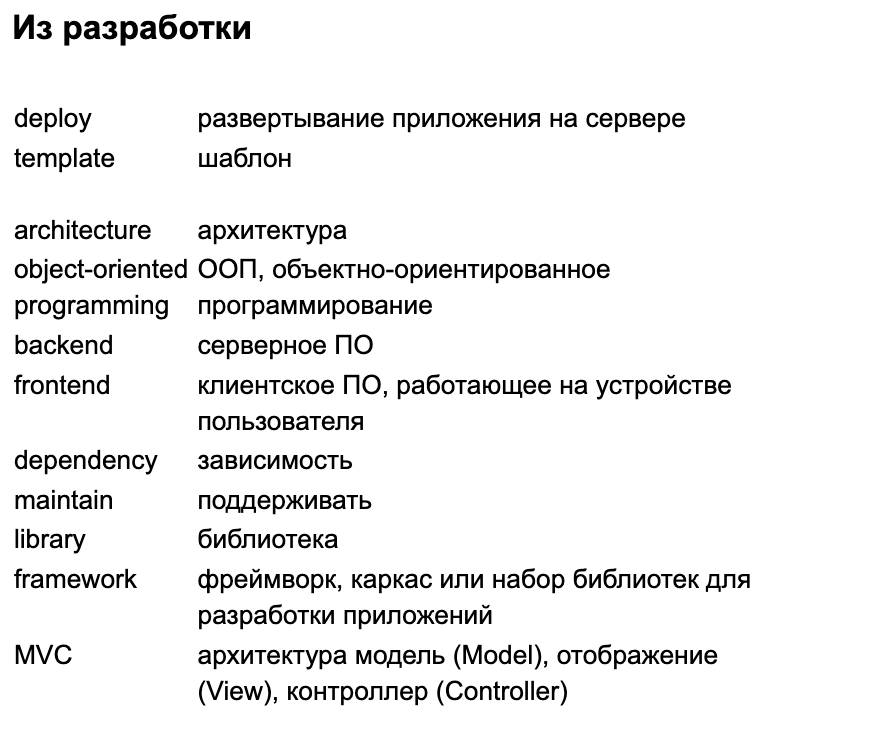 Из разработки
deploy развертывание приложения на сервере
template шаблон
architecture архитектура
object-oriented ООП, объектно-ориентированное
programming программирование
backend серверное ПО
frontend клиентское ПО, работающее на устройстве
пользователя
dependency зависимость
maintain поддерживать
library библиотека
framework фреймворк, каркас или набор библиотек для
разработки приложений
MVC архитектура модель (Model), отображение
(View), контроллер (Controller)